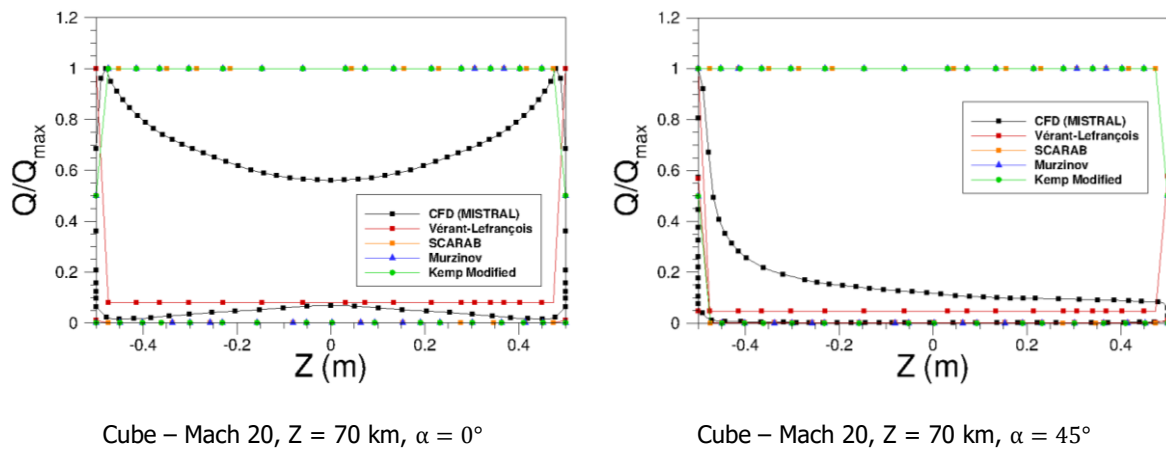 1.2
1
0.8
0.6
0.4
0.2
0
Q/Qmax
CFD (MISTRAL)
Vérant-Lefrançois
SCARAB
Murzinov
Kemp Modified
-0.4 -0.2 0 0.2 0.4
Z (m)
1.2
1
0.8
0.6
0.4
0.2
0
Q/Qmax
CFD (MISTRAL)
Vérant-Lefrançois
SCARAB
Murzinov
Kemp Modified
-0.4 -0.2 0 0.2 0.4
Z (m)
Cube – Mach 20, Z = 70 km, α = 0°
Cube – Mach 20, Z = 70 km, α = 45°